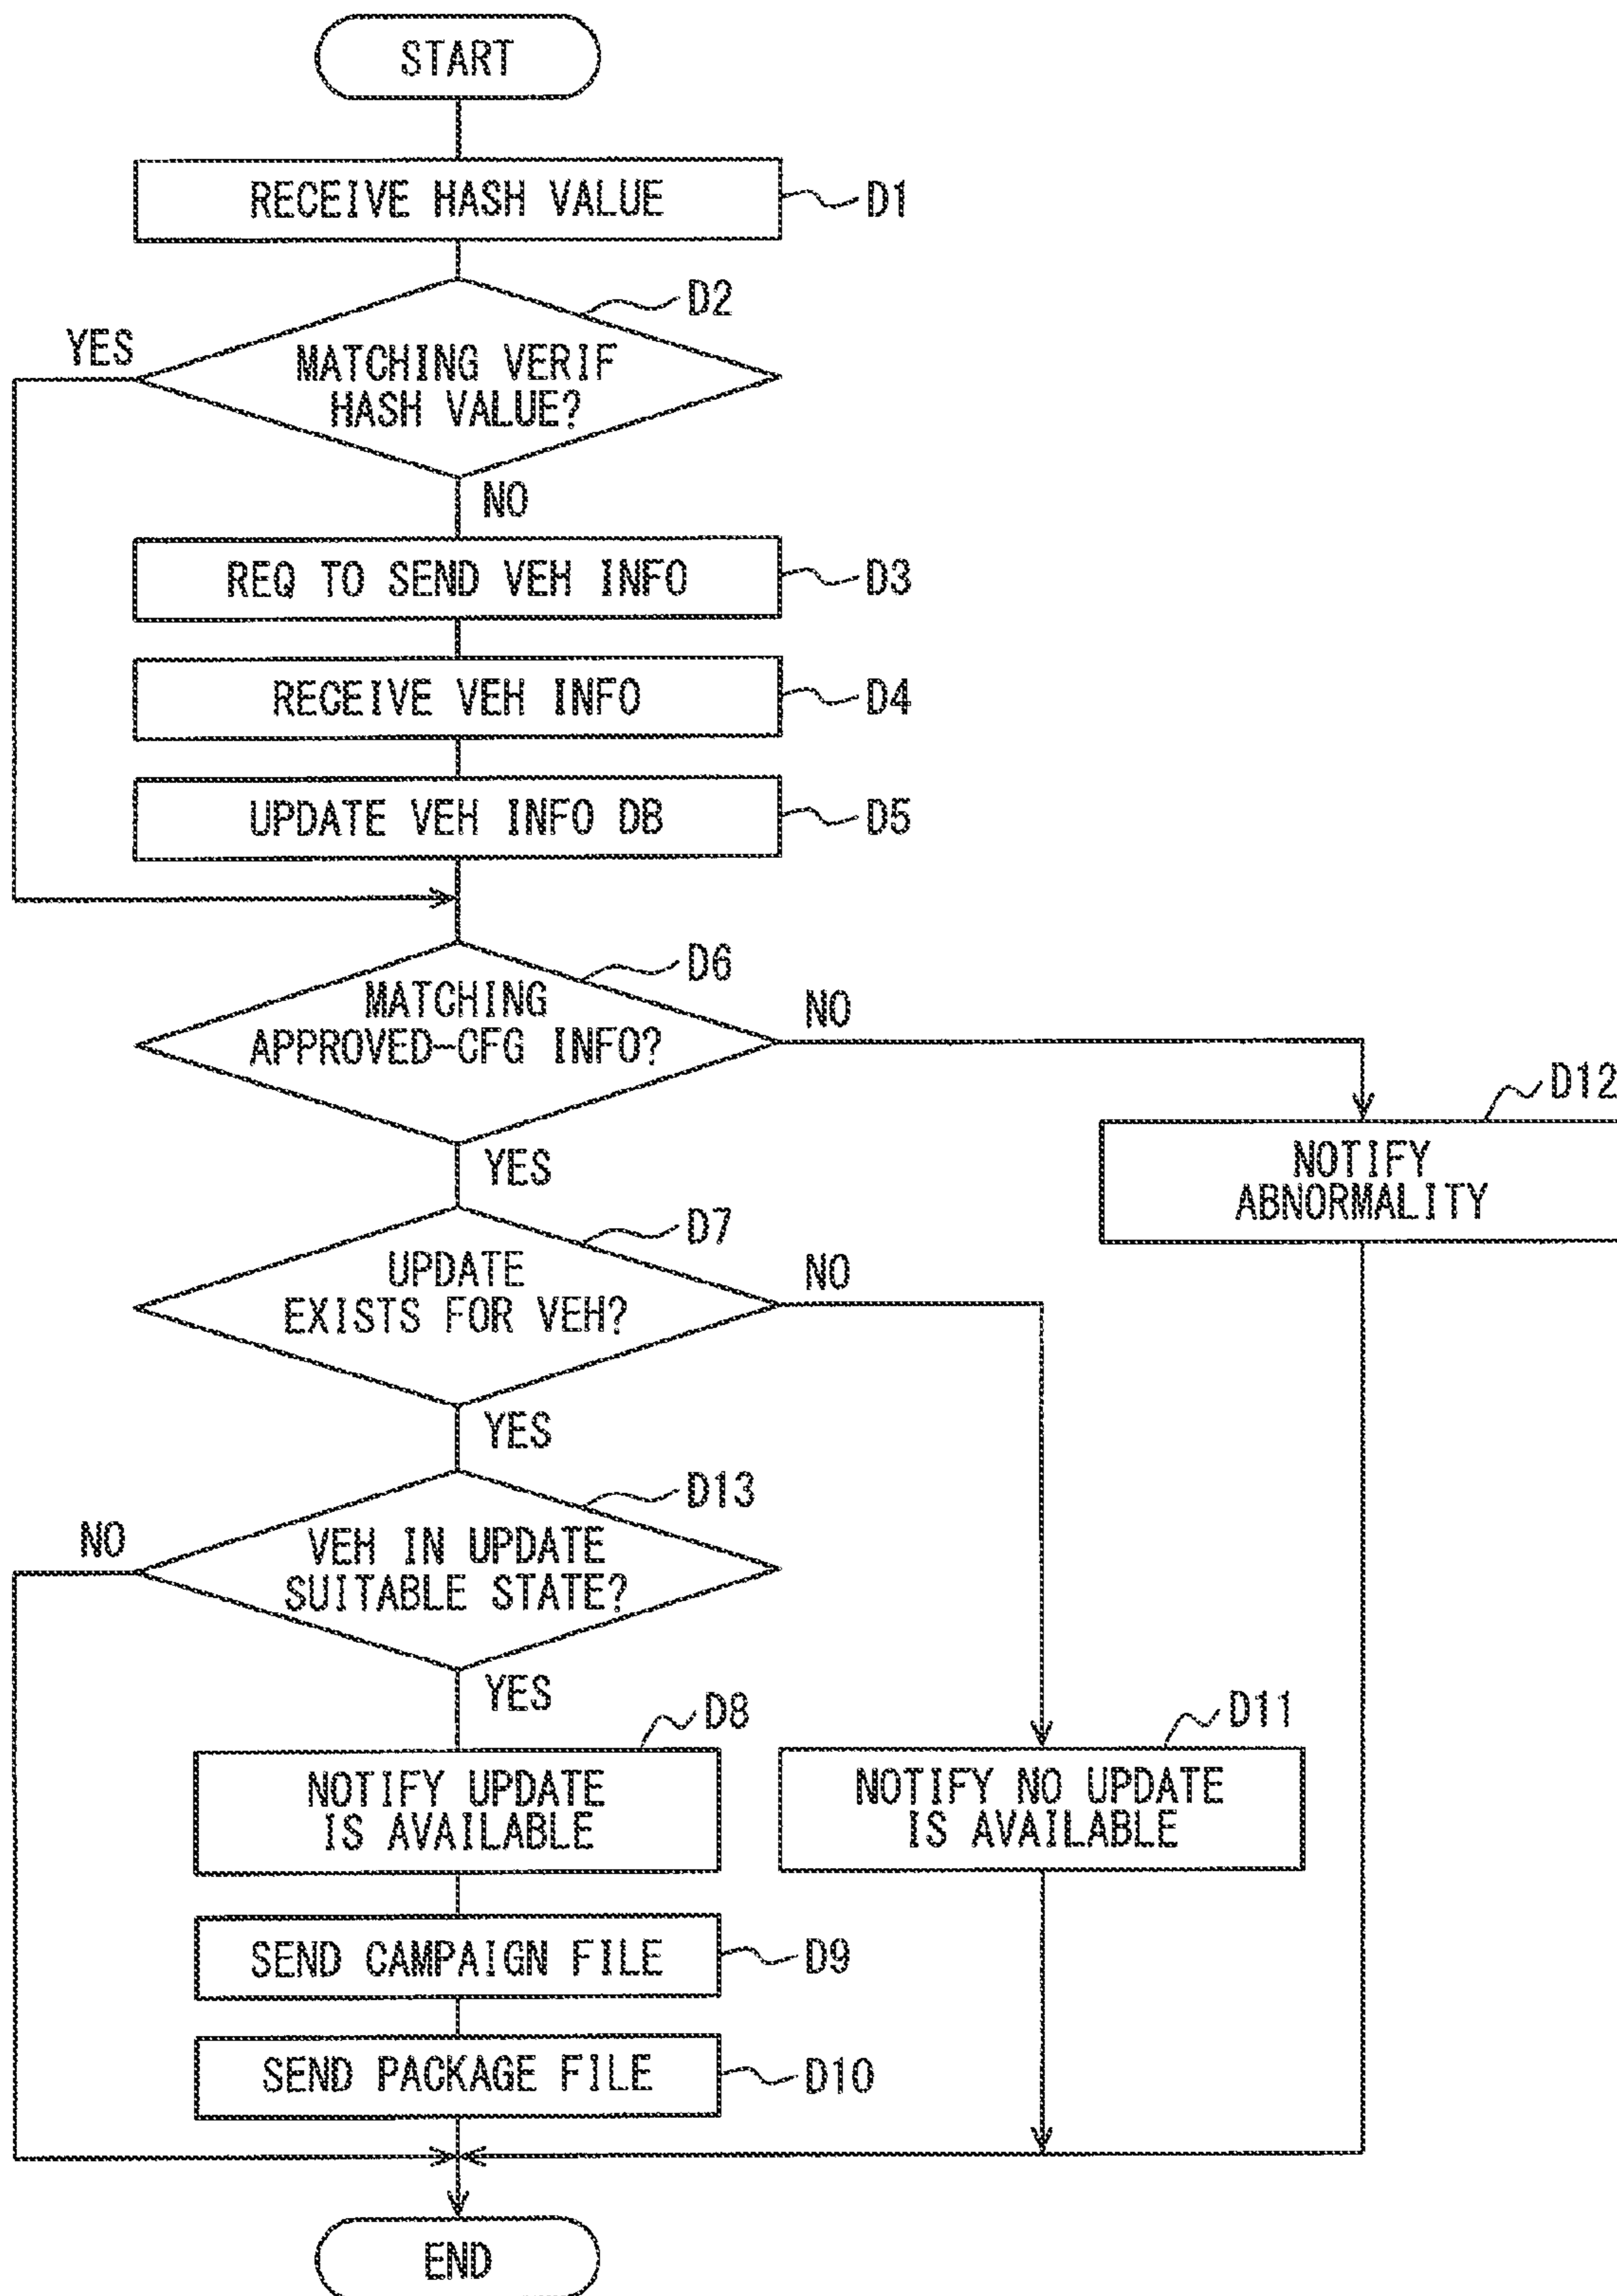 START
RECEIVE HASH VALUE
D1
D2
YES
MATCHING VERIF
HASH VALUE?
NO
REQ TO SEND VEH INFO
D3
RECEIVE VEH INFO
D4
UPDATE VEH INFO DB
D5
D6
MATCHING
APPROVED-CFG INFO?
NO
D12
NOTIFY
ABNORMALITY
YES
D7
UPDATE
EXISTS FOR VEH?
NO
YES
D13
NO
VEH IN UPDATE
SUITABLE STATE?
YES
D8
NOTIFY UPDATE
IS AVAILABLE
D11
NOTIFY NO UPDATE
IS AVAILABLE
SEND CAMPAIGN FILE
D9
SEND PACKAGE FILE
D10
END